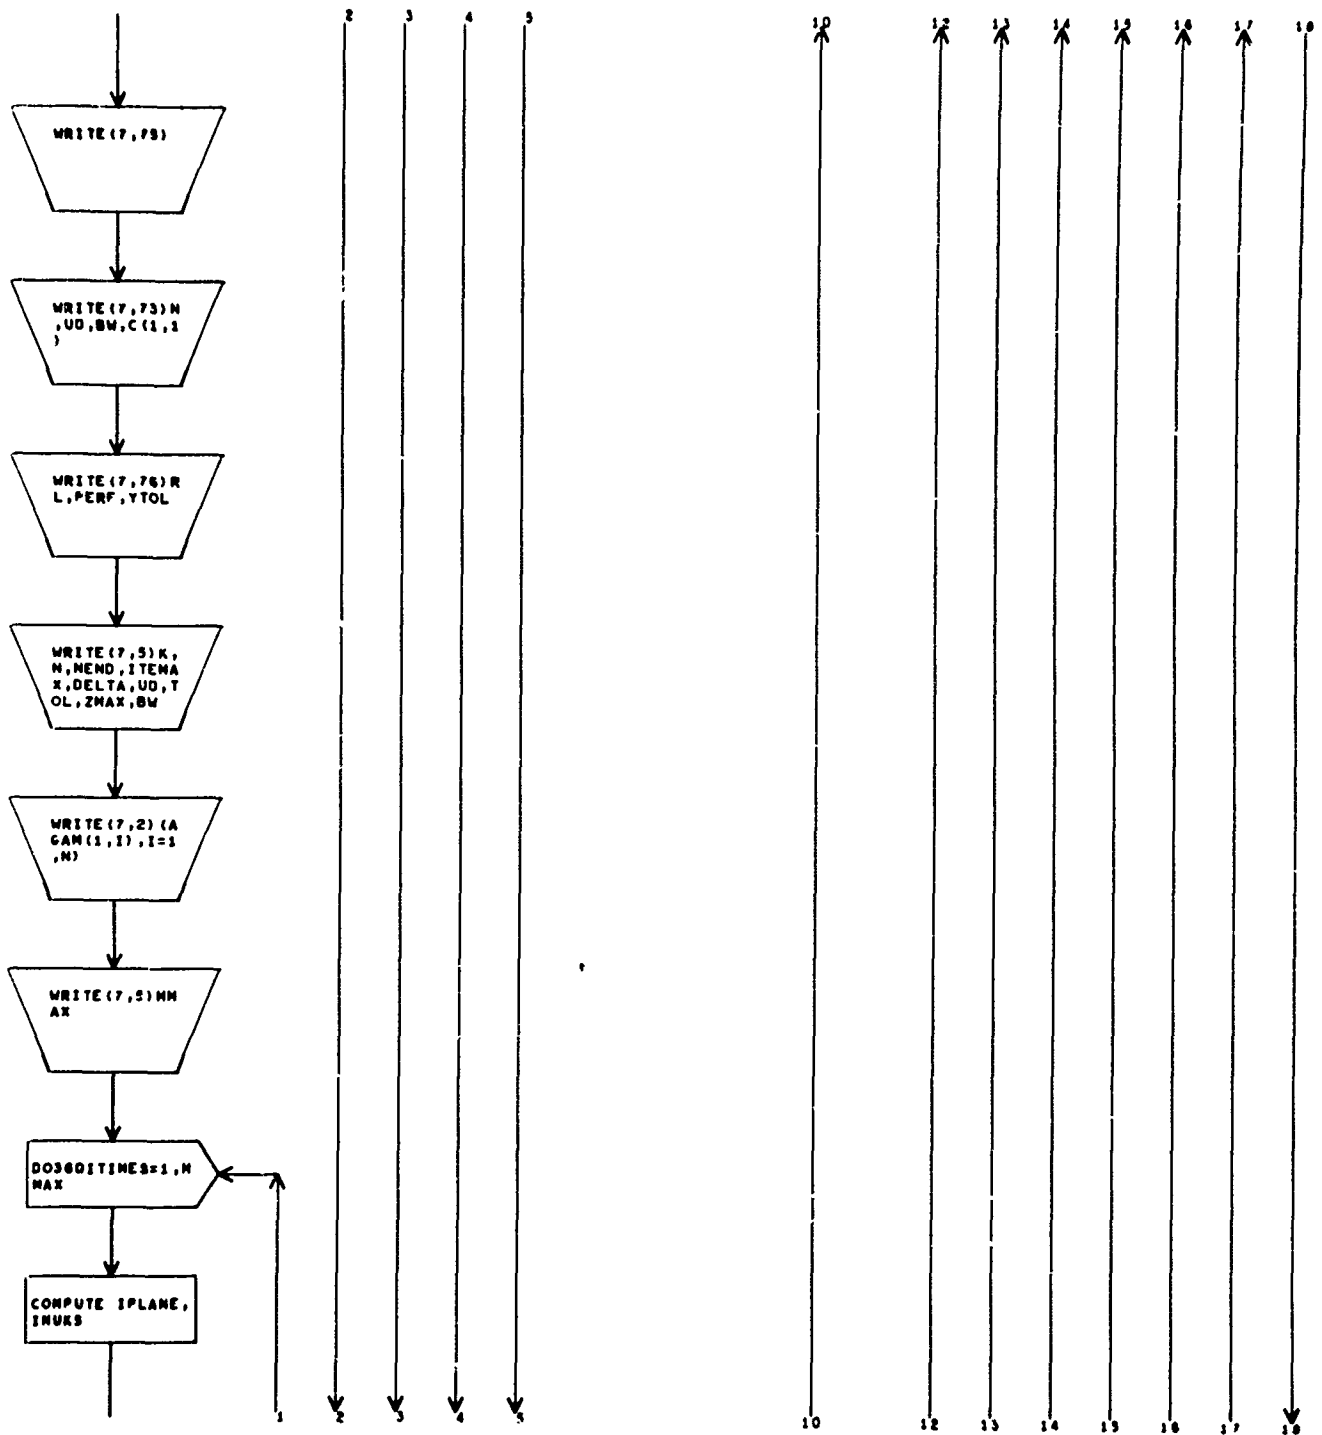 2 3 4 5 10 12 13 14 15 16 17 18
WRITE(7,75)
WRITE(7,73)N
,UO,BW,C(1,1
)
WRITE(7,76)R
L,PERF,YTOL
WRITE(7,5)K,
N,NEND,ITEMA
X,DELTA,UO,T
OL,ZMAX,BW
WRITE(7,2)(A
GAM(1,I),I=1
,N)
WRITE(7,5)MM
AX
DO360ITIMES=1,M
MAX
COMPUTE IPLANE,
INUKS
1 2 3 4 5 10 12 13 14 15 16 17 18